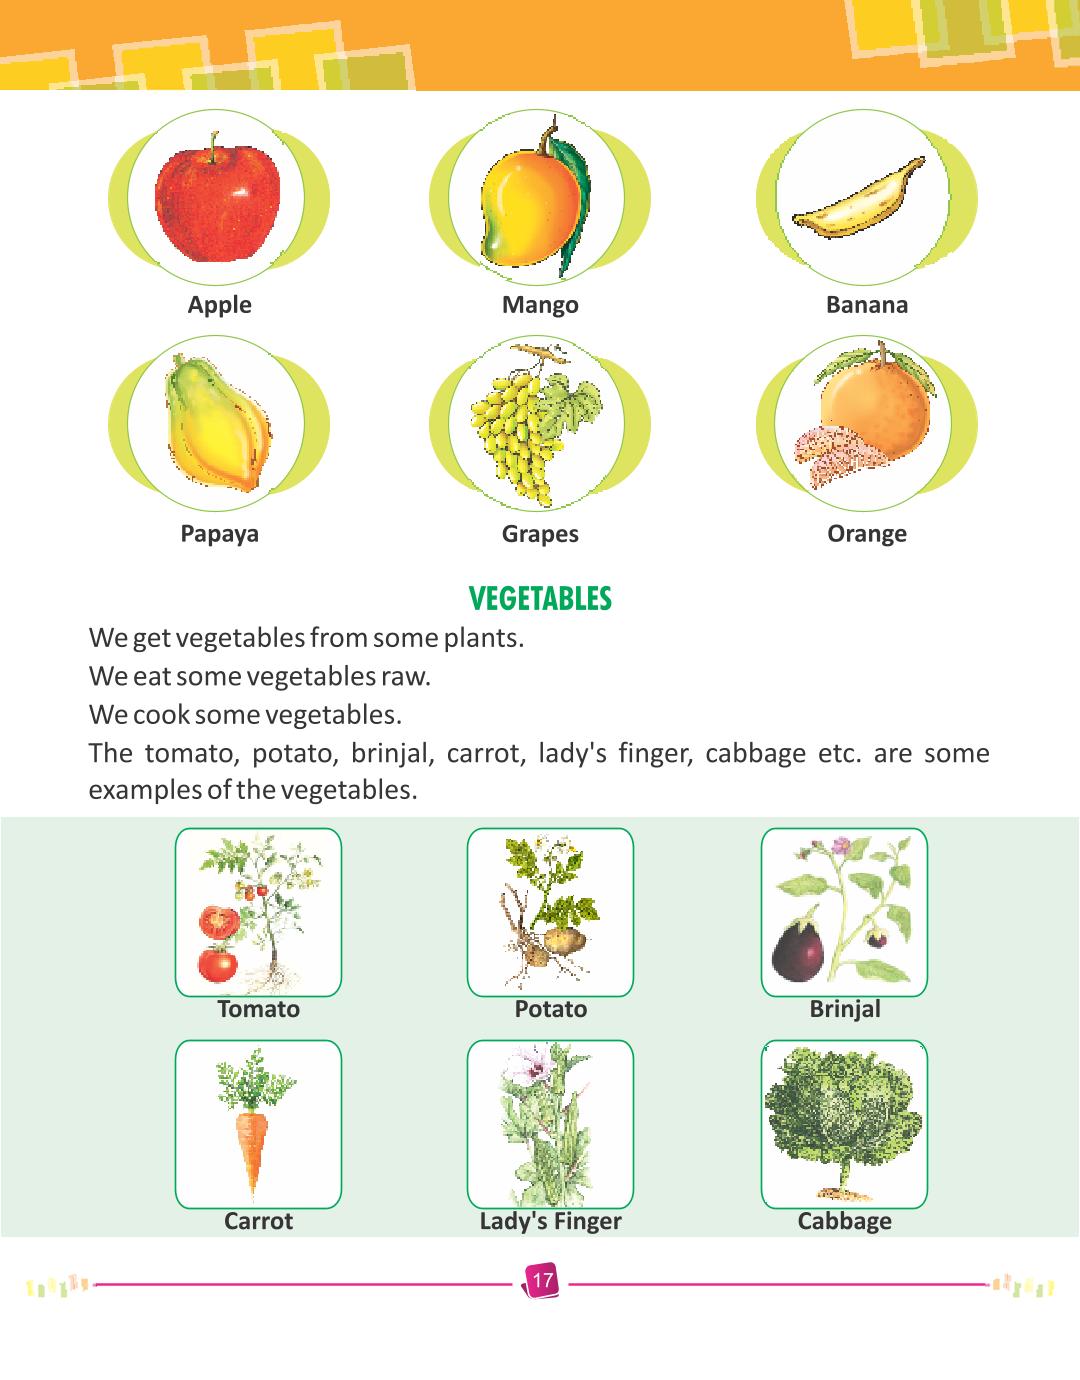 Apple
Mango
Banana
Papaya
Grapes
Orange
VEGETABLES
We get vegetables from some plants.
We eat some vegetables raw.
We cook some vegetables.
The tomato, potato, brinjal, carrot, lady's finger, cabbage etc. are some
examples of the vegetables.
Tomato
Potato
Brinjal
Carrot
Lady's Finger
Cabbage
17